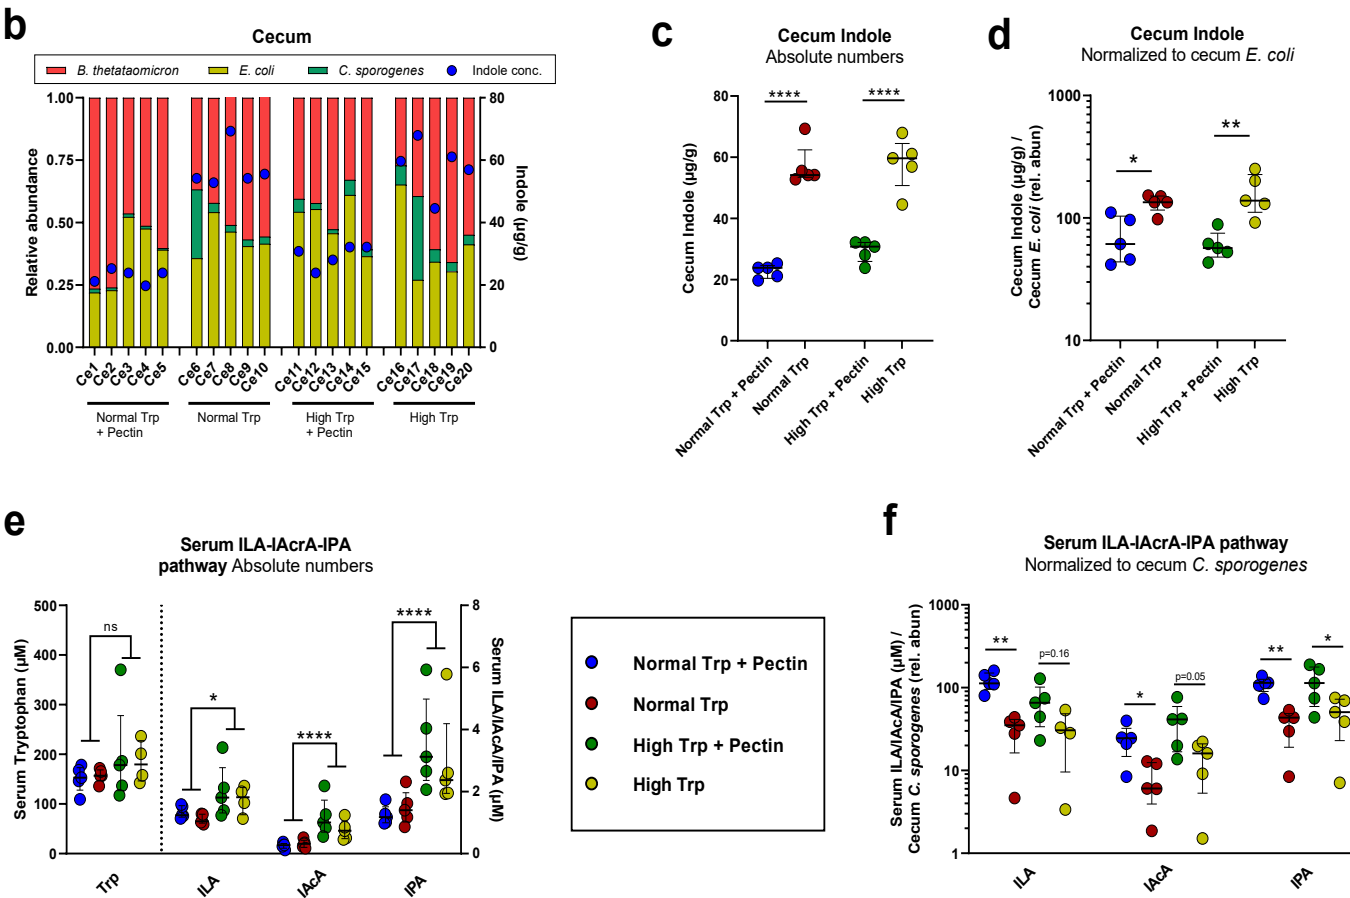 b
Cecum
B. thetataomicron
E. coli
C. sporogenes
Indole conc.
Relative abundance
1.00
0.75
0.50
0.25
0.00
80
60
40
20
0
Indole (µg/g)
Ce1
Ce2
Ce3
Ce4
Ce5
Ce6
Ce7
Ce8
Ce9
Ce10
Ce11
Ce12
Ce13
Ce14
Ce15
Ce16
Ce17
Ce18
Ce19
Ce20
Normal Trp
+ Pectin
Normal Trp
High Trp
+ Pectin
High Trp
c
Cecum Indole
Absolute numbers
Cecum Indole (µg/g)
80
60
40
20
0
****
****
Normal Trp + Pectin
Normal Trp
High Trp + Pectin
High Trp
d
Cecum Indole
Normalized to cecum E. coli
Cecum Indole (µg/g) /
Cecum E. coli (rel. abun)
1000
100
10
*
**
Normal Trp + Pectin
Normal Trp
High Trp + Pectin
High Trp
e
Serum ILA-IAcrA-IPA
pathway Absolute numbers
Serum Tryptophan (µM)
500
400
300
200
100
0
ns
*
****
****
8
6
4
2
0
Serum ILA/IAcA/IPA (µM)
Trp
ILA
IAcA
IPA
Normal Trp + Pectin
Normal Trp
High Trp + Pectin
High Trp
f
Serum ILA-IAcrA-IPA pathway
Normalized to cecum C. sporogenes
Serum ILA/IAcA/IPA (µM) /
Cecum C. sporogenes (rel. abun)
1000
100
10
1
**
p=0.16
*
p=0.05
**
*
ILA
IAcA
IPA